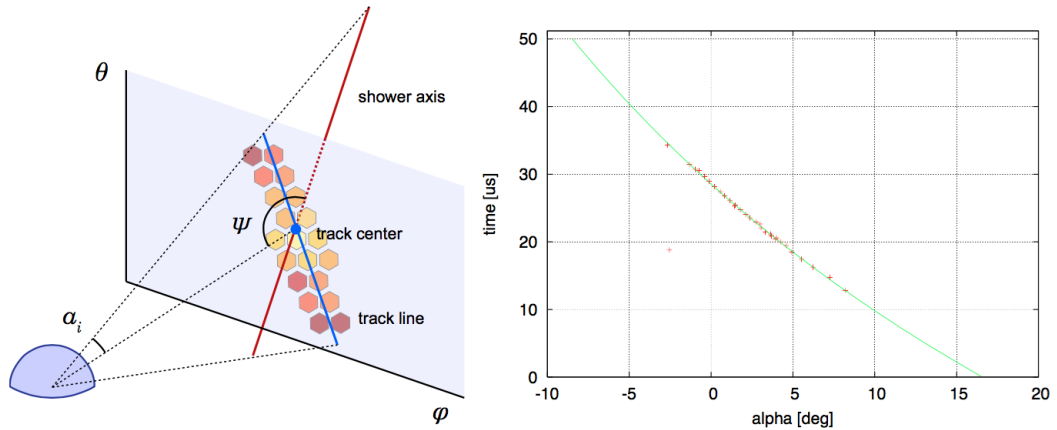 θ
shower axis
Ψ
track center
a_i
track line
φ
50
40
30
20
10
0
time [us]
-10 -5 0 5 10 15 20
alpha [deg]